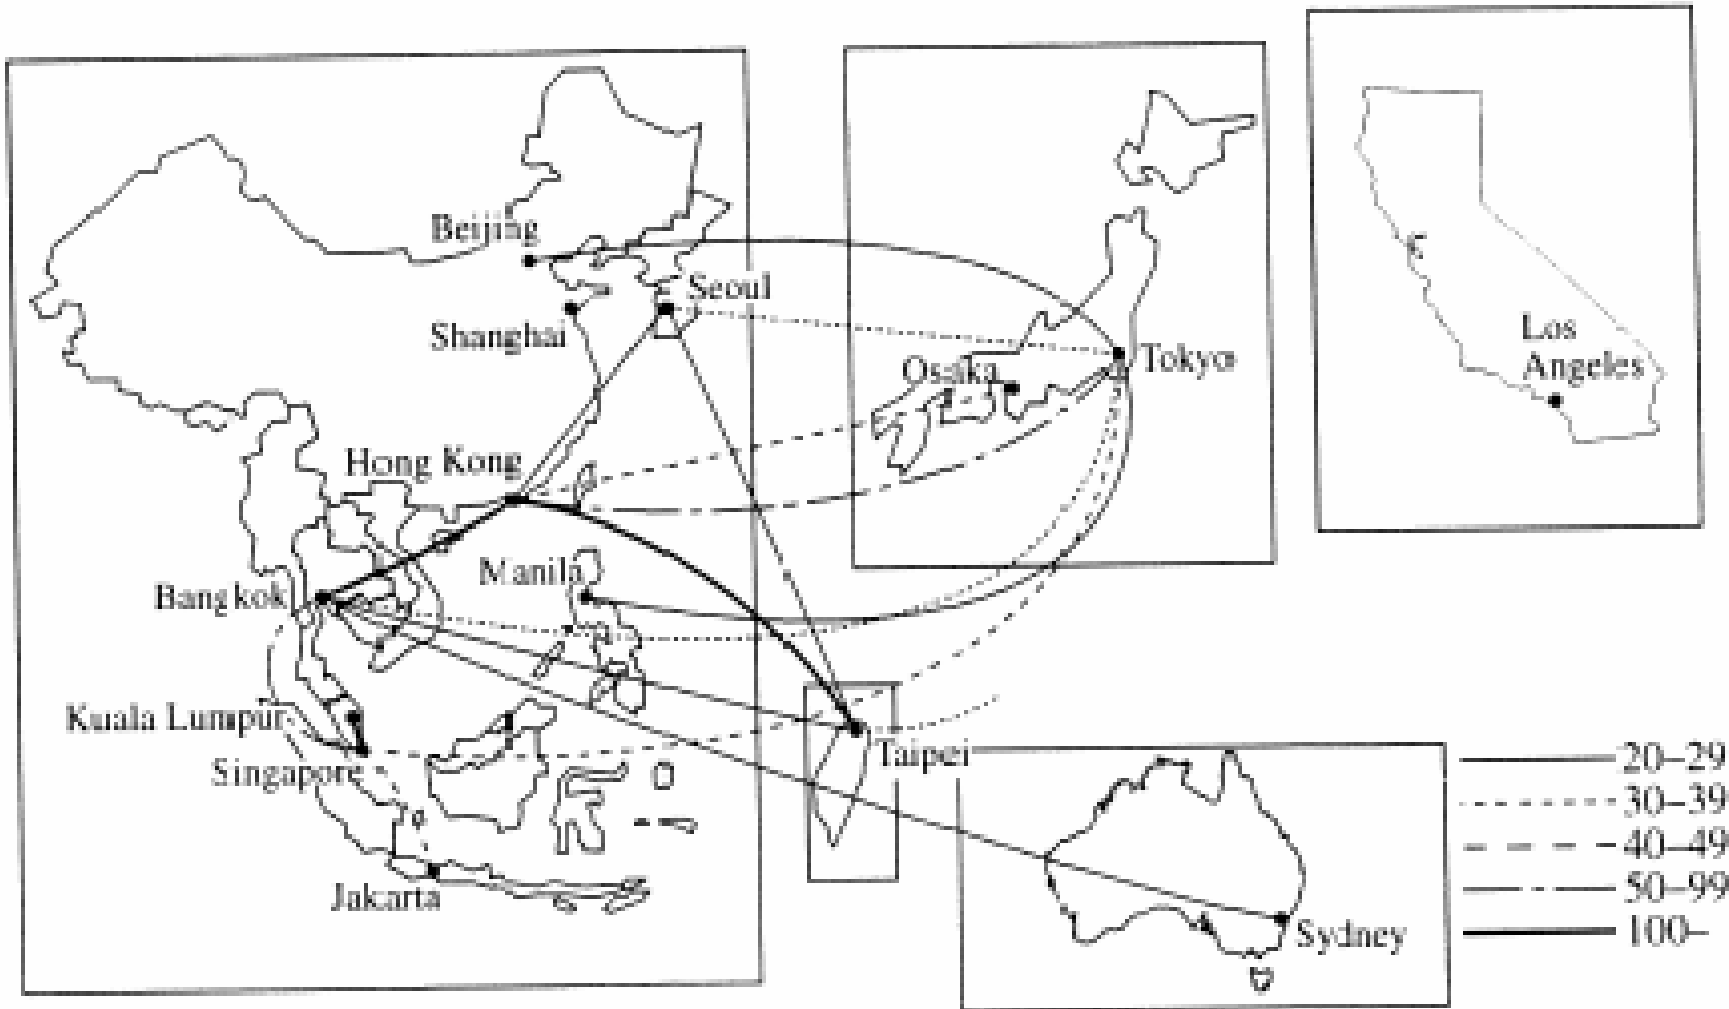 Beijing
Seoul
Shanghai
Tokyo
Osaka
Los
Angeles
Hong Kong
Manila
Bangkok
Kuala Lumpur
Singapore
Taipei
Jakarta
Sydney
20–29
30–39
40–49
50–99
100–